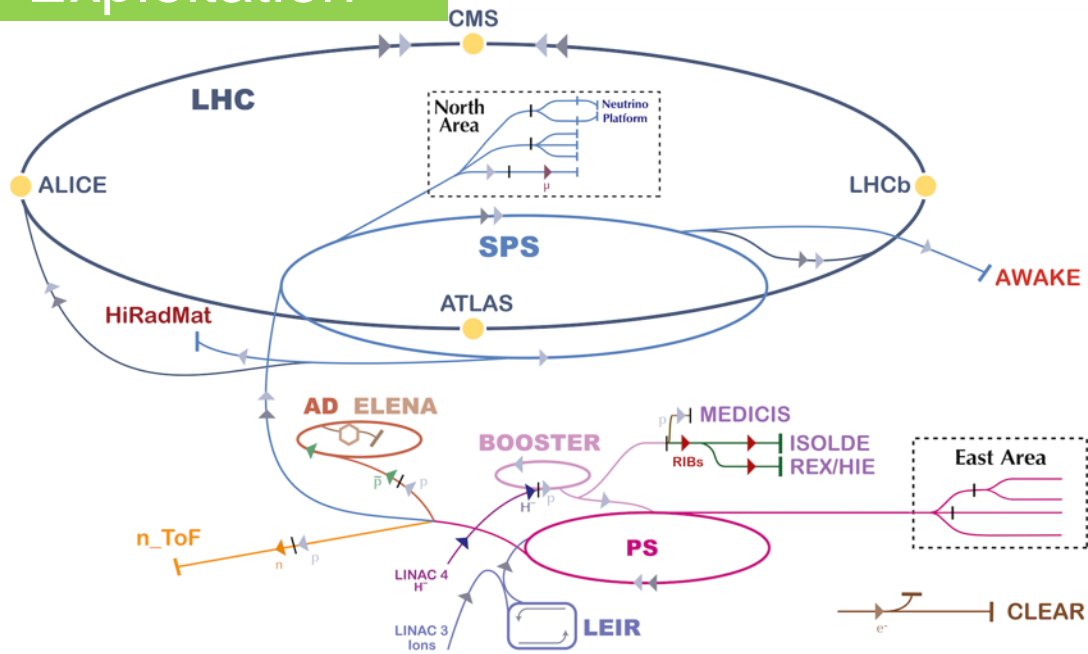 Exploitation
CMS
LHC
North
Area
Neutrino
Platform
μ
ALICE
LHCb
SPS
AWAKE
ATLAS
HiRadMat
AD ELENA
p̅
p
BOOSTER
H⁻
p
p
MEDICIS
RIBs
ISOLDE
REX/HIE
East Area
n_ToF
n
p
PS
LINAC 4
H⁻
LINAC 3
Ions
LEIR
e⁻
CLEAR